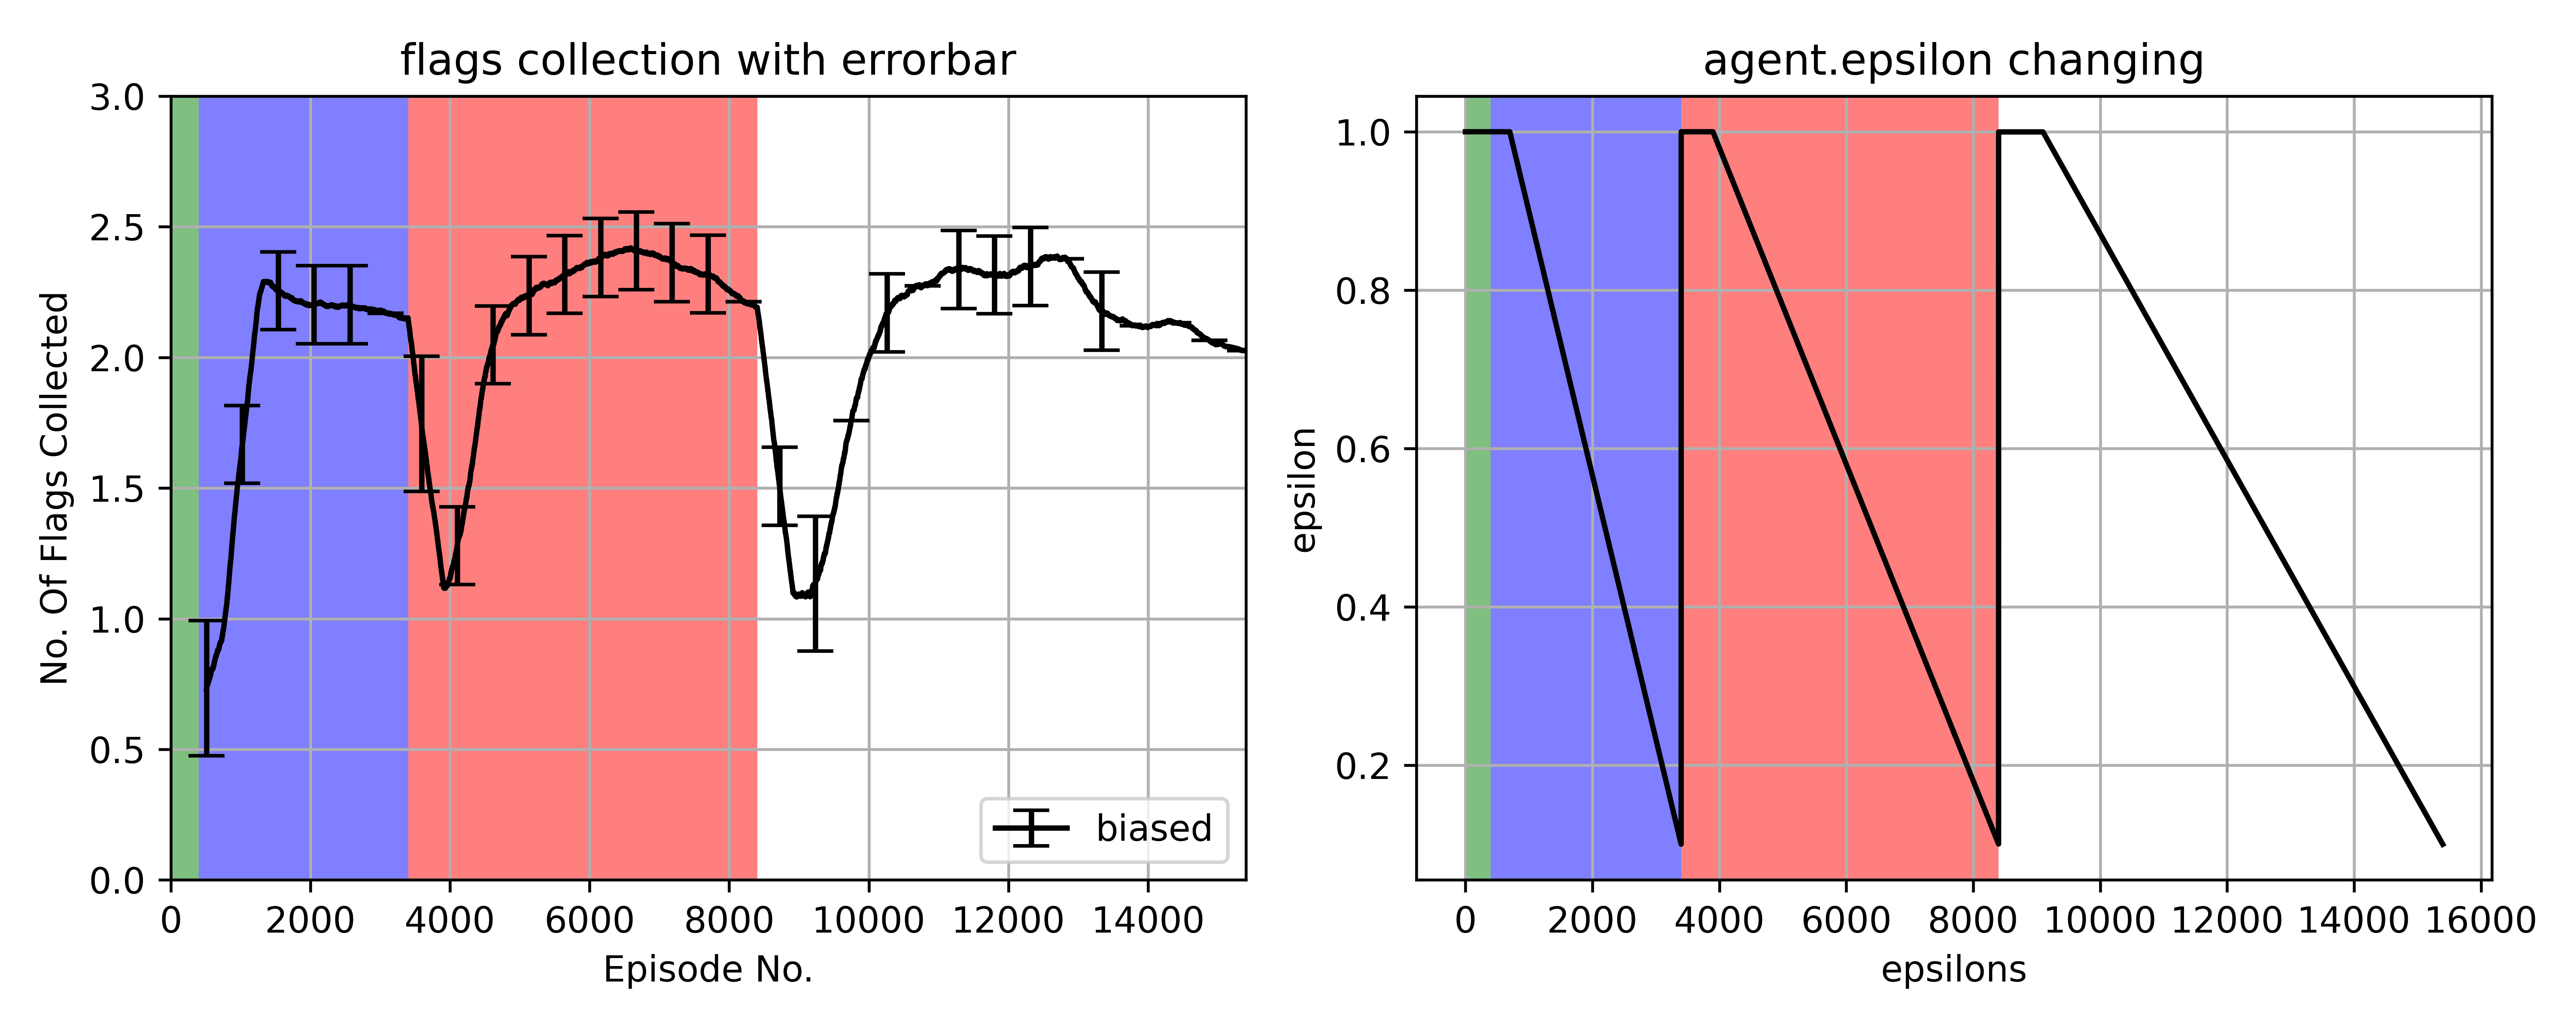 flags collection with errorbar
No. Of Flags Collected
3.0
2.5
2.0
1.5
1.0
0.5
0.0
0 2000 4000 6000 8000 10000 12000 14000
Episode No.
biased
agent.epsilon changing
epsilon
1.0
0.8
0.6
0.4
0.2
0 2000 4000 6000 8000 10000 12000 14000 16000
epsilons